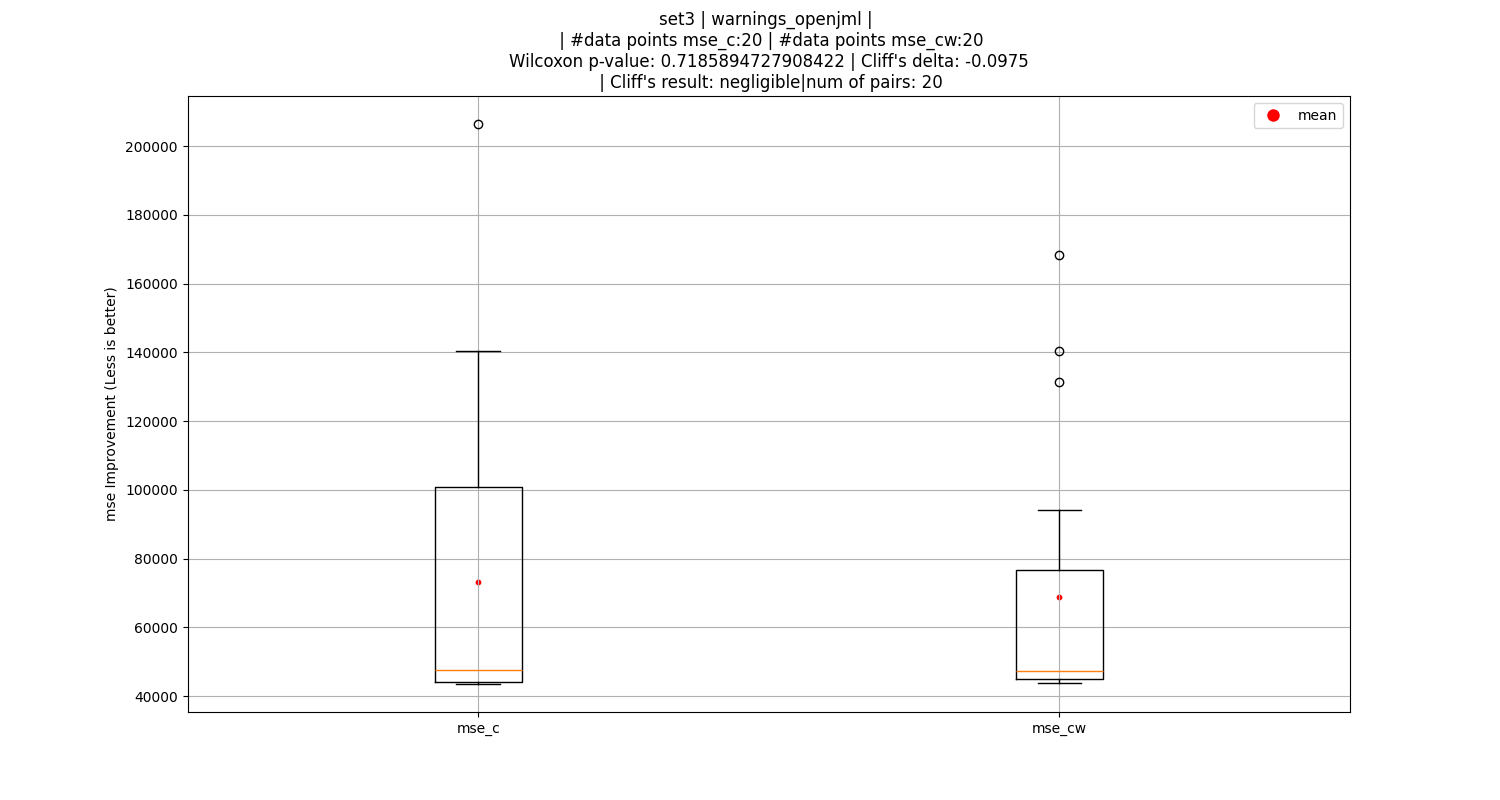 set3 | warnings_openjml |
| #data points mse_c:20 | #data points mse_cw:20
Wilcoxon p-value: 0.7185894727908422 | Cliff's delta: -0.0975
| Cliff's result: negligible|num of pairs: 20
mean
mse Improvement (Less is better)
200000
180000
160000
140000
120000
100000
80000
60000
40000
mse_c
mse_cw